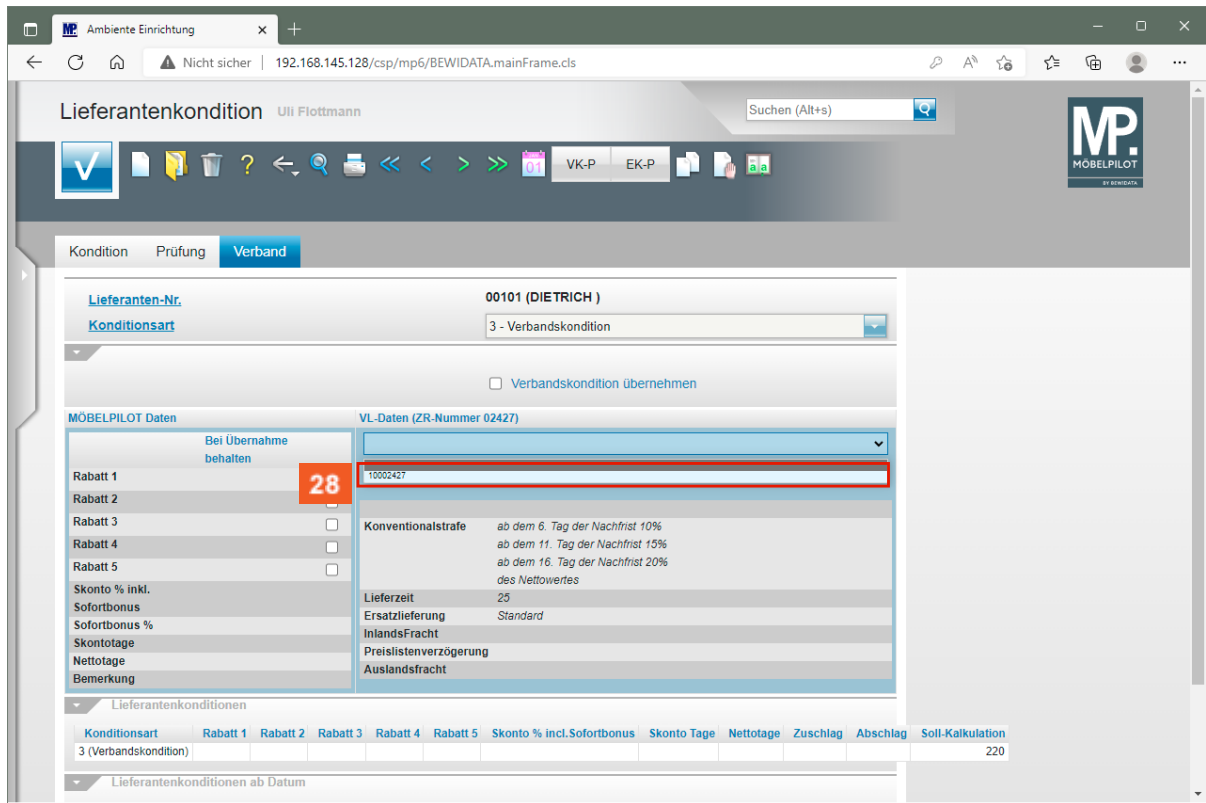 Ambiente Einrichtung
Nicht sicher | 192.168.145.128/csp/mp6/BEWIDATA.mainFrame.cls
Lieferantenkondition Uli Flottmann
Suchen (Alt+s)
MP.
MÖBELPILOT
BY BEWIDATA
01 VK-P EK-P a a
Kondition Prüfung Verband
Lieferanten-Nr. 00101 (DIETRICH )
Konditionsart 3 - Verbandskondition
Verbandskondition übernehmen
MÖBELPILOT Daten
VL-Daten (ZR-Nummer 02427)
Bei Übernahme
behalten
Rabatt 1
28
10002427
Rabatt 2
Rabatt 3
Rabatt 4
Rabatt 5
Skonto % inkl.
Sofortbonus
Sofortbonus %
Skontotage
Nettotage
Bemerkung
Konventionalstrafe ab dem 6. Tag der Nachfrist 10%
ab dem 11. Tag der Nachfrist 15%
ab dem 16. Tag der Nachfrist 20%
des Nettowertes
Lieferzeit 25
Ersatzlieferung Standard
InlandsFracht
Preislistenverzögerung
Auslandsfracht
Lieferantenkonditionen
Konditionsart Rabatt 1 Rabatt 2 Rabatt 3 Rabatt 4 Rabatt 5 Skonto % incl.Sofortbonus Skonto Tage Nettotage Zuschlag Abschlag Soll-Kalkulation
3 (Verbandskondition) 220
Lieferantenkonditionen ab Datum